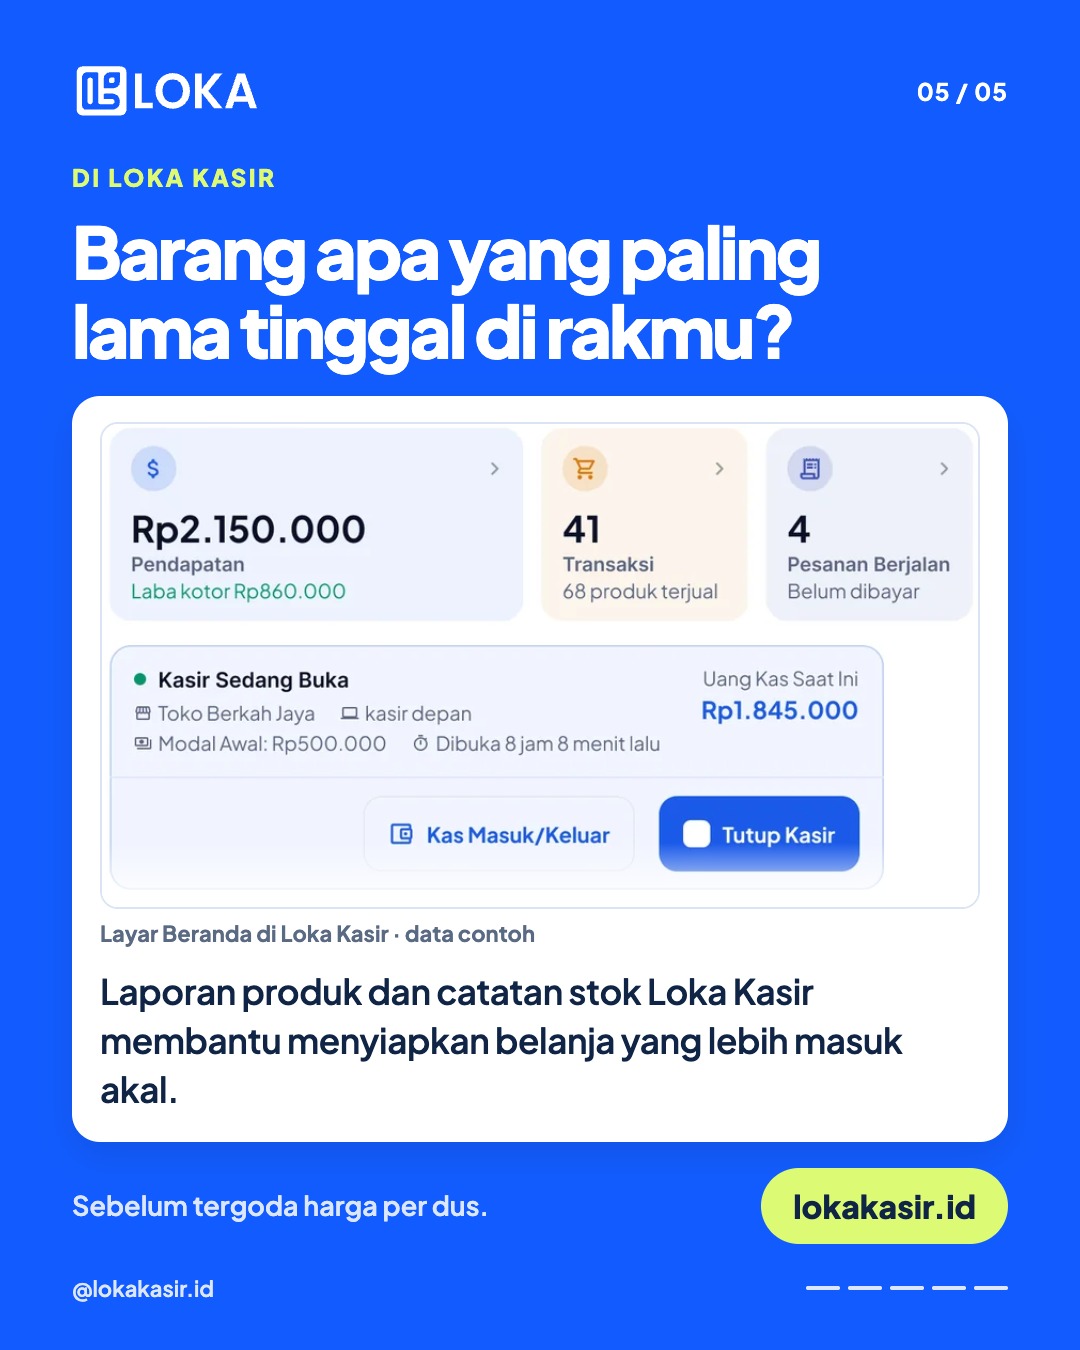 LOKA
05 / 05
DI LOKA KASIR
Barang apa yang paling
lama tinggal di rakmu?
Rp2.150.000
Pendapatan
Laba kotor Rp860.000
41
Transaksi
68 produk terjual
4
Pesanan Berjalan
Belum dibayar
Kasir Sedang Buka
Toko Berkah Jaya kasir depan
Modal Awal: Rp500.000 Dibuka 8 jam 8 menit lalu
Uang Kas Saat Ini
Rp1.845.000
Kas Masuk/Keluar
Tutup Kasir
Layar Beranda di Loka Kasir · data contoh
Laporan produk dan catatan stok Loka Kasir
membantu menyiapkan belanja yang lebih masuk
akal.
Sebelum tergoda harga per dus.
lokakasir.id
@lokakasir.id